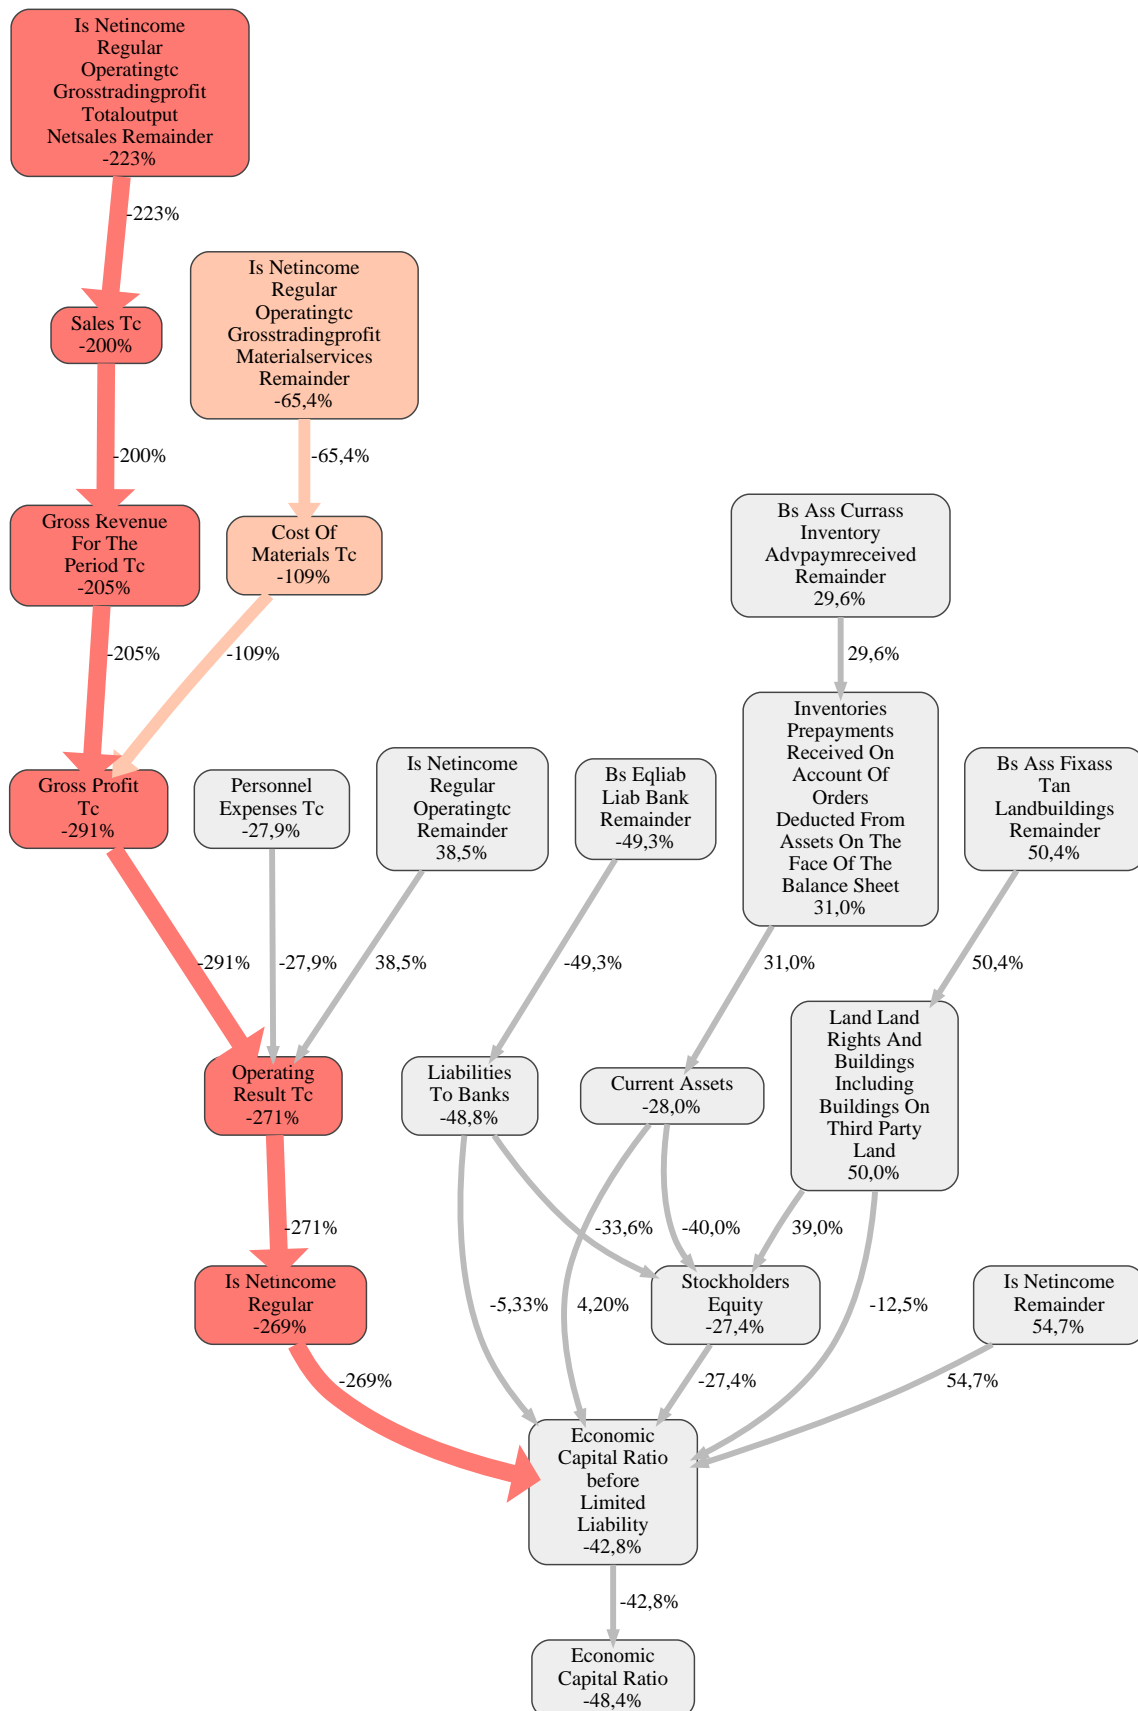 Is Netincome
Regular
Operatingtc
Grosstradingprofit
Totaloutput
Netsales Remainder
-223%
-223%
Is Netincome
Regular
Operatingtc
Grosstradingprofit
Materialservices
Remainder
-65,4%
Sales Tc
-200%
-200%
-65,4%
Gross Revenue
For The
Period Tc
-205%
Cost Of
Materials Tc
-109%
Bs Ass Currass
Inventory
Advpaymreceived
Remainder
29,6%
-205%
-109%
29,6%
Gross Profit
Tc
-291%
Personnel
Expenses Tc
-27,9%
Is Netincome
Regular
Operatingtc
Remainder
38,5%
Bs Eqliab
Liab Bank
Remainder
-49,3%
Inventories
Prepayments
Received On
Account Of
Orders
Deducted From
Assets On The
Face Of The
Balance Sheet
31,0%
Bs Ass Fixass
Tan
Landbuildings
Remainder
50,4%
-291%
-27,9%
38,5%
-49,3%
31,0%
50,4%
Operating
Result Tc
-271%
Liabilities
To Banks
-48,8%
Current Assets
-28,0%
Land Land
Rights And
Buildings
Including
Buildings On
Third Party
Land
50,0%
-271%
-33,6%
-40,0%
39,0%
Is Netincome
Regular
-269%
-5,33%
4,20%
Stockholders
Equity
-27,4%
-12,5%
Is Netincome
Remainder
54,7%
-269%
-27,4%
54,7%
Economic
Capital Ratio
before
Limited
Liability
-42,8%
-42,8%
Economic
Capital Ratio
-48,4%